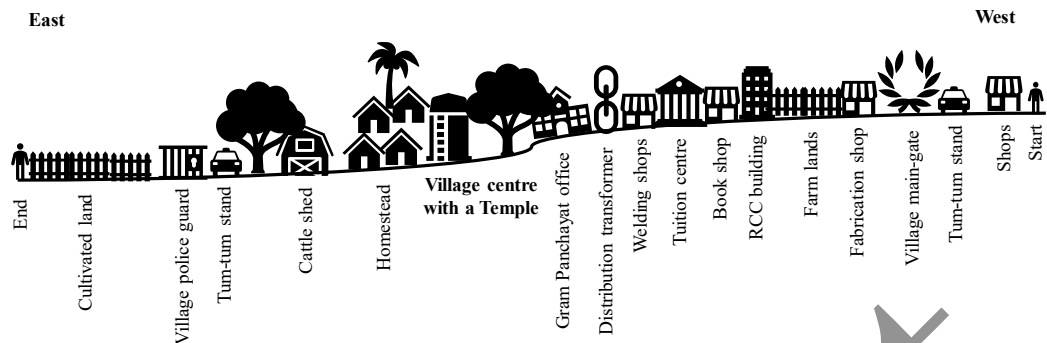 East
West
End
Cultivated land
Village police guard
Tum-tum stand
Cattle shed
Homestead
Village centre
with a Temple
Gram Panchayat office
Distribution transformer
Welding shops
Tuition centre
Book shop
RCC building
Farm lands
Fabrication shop
Village main-gate
Tum-tum stand
Shops
Start